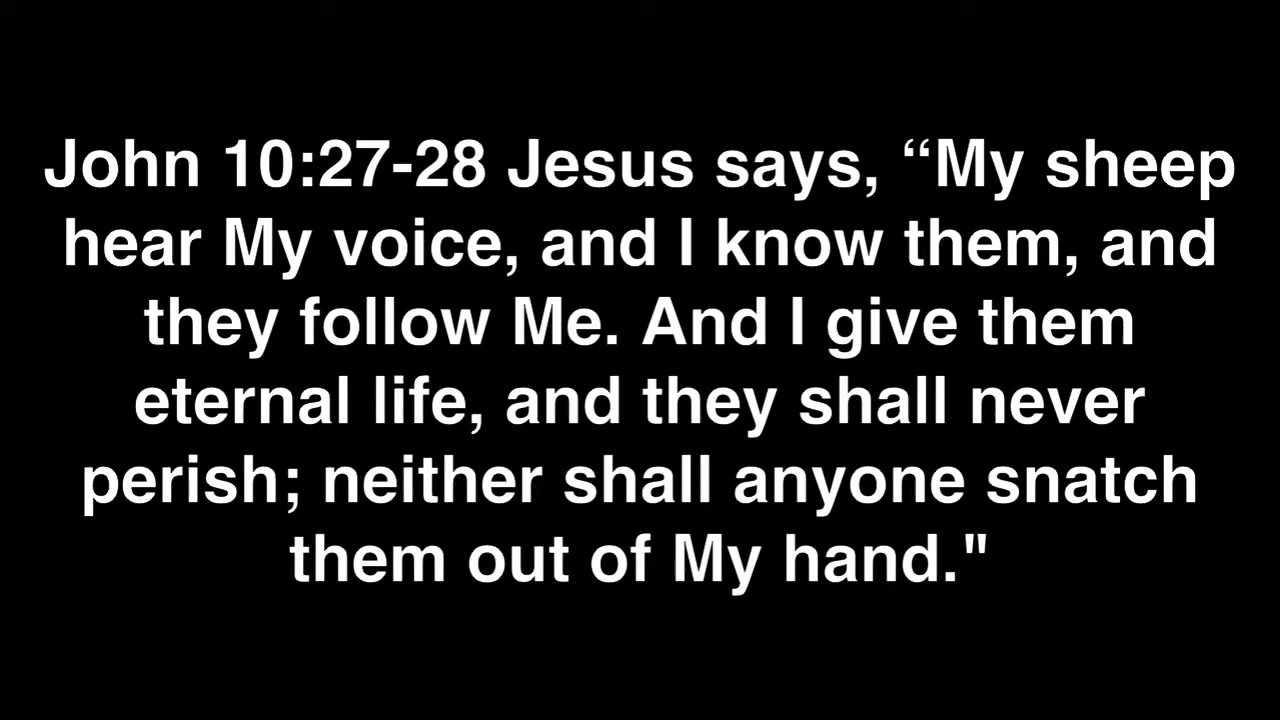 John 10:27-28 Jesus says, “My sheep
hear My voice, and I know them, and
they follow Me. And I give them
eternal life, and they shall never
perish; neither shall anyone snatch
them out of My hand."